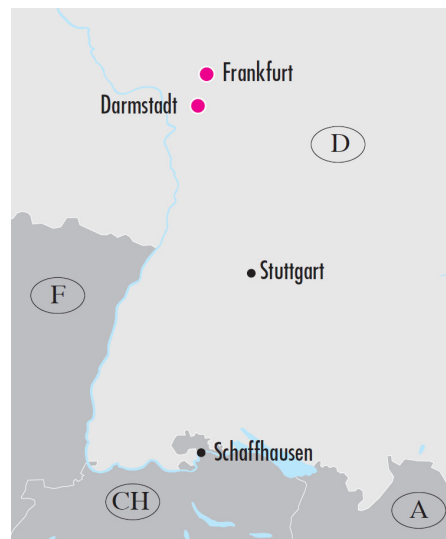 Frankfurt
Darmstadt
D
Stuttgart
F
Schaffhausen
CH
A